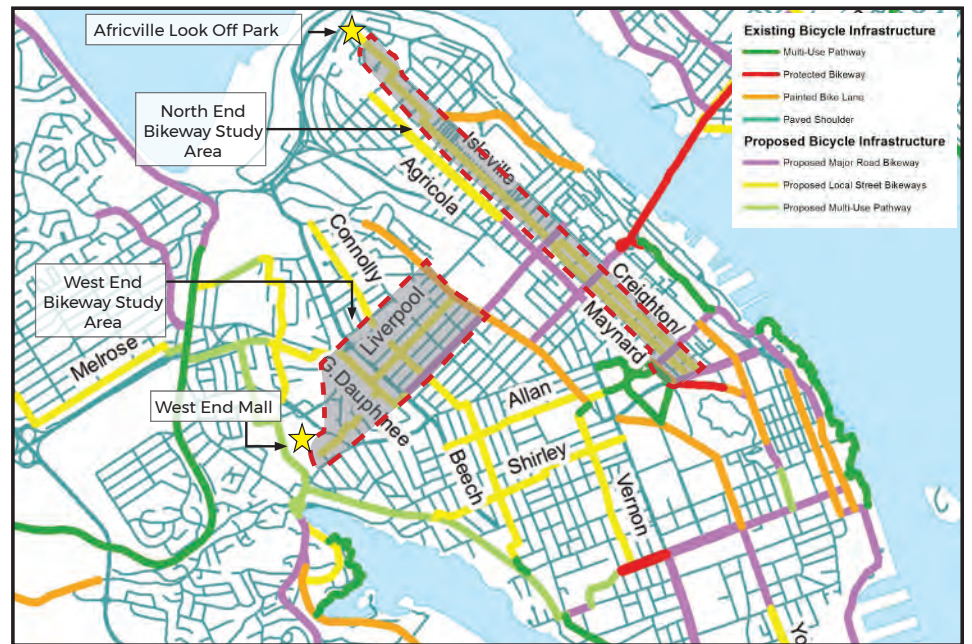 Africville Look Off Park
North End
Bikeway Study
Area
West End
Bikeway Study
Area
West End Mall
Isleville
Agricola
Connolly
Liverpool
G.Dauphnee
Creighton/
Maynard
Melrose
Allan
Shirley
Beech
Vernon
Yo
Existing Bicycle Infrastructure
Multi-Use Pathway
Protected Bikeway
Painted Bike Lane
Paved Shoulder
Proposed Bicycle Infrastructure
Proposed Major Road Bikeway
Proposed Local Street Bikeways
Proposed Multi-Use Pathway